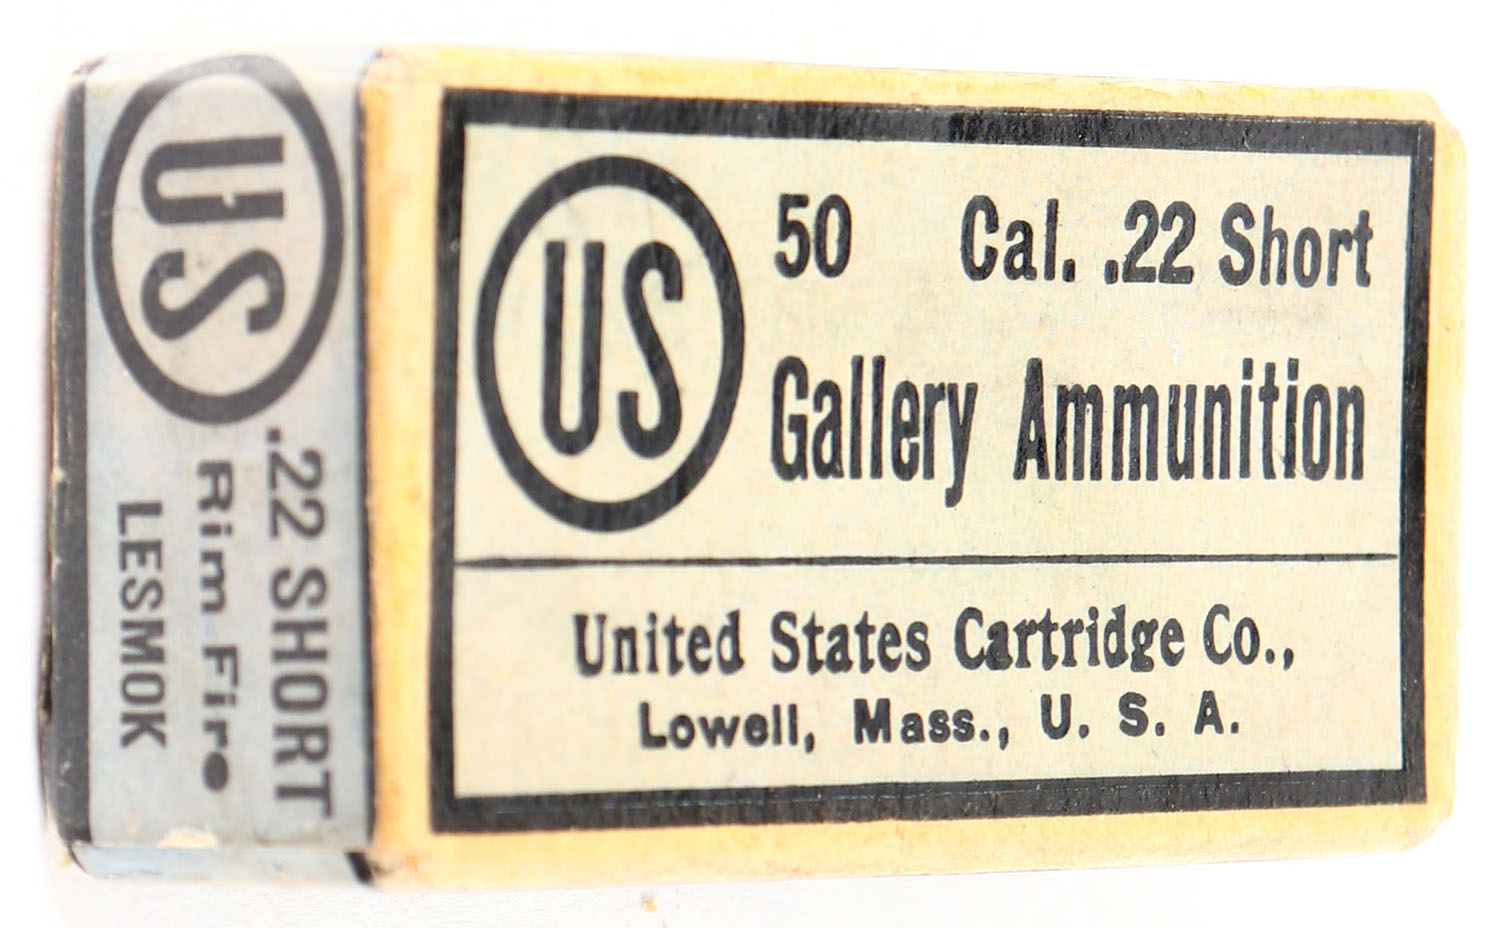 US
50 Cal. .22 Short
Gallery Ammunition
United States Cartridge Co.,
Lowell, Mass., U. S. A.
US
.22 SHORT
Rim Fire
LESMOK